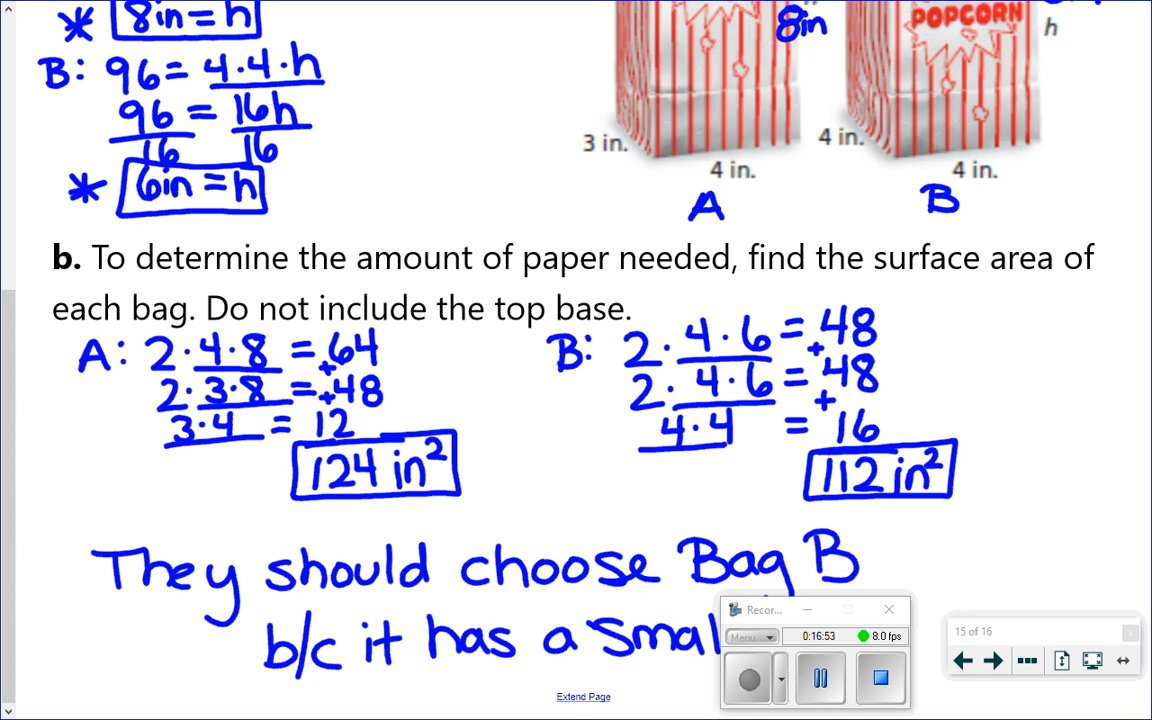 * 8in = h
POPCORN
8in
h
B: 96 = 4·4·h
96 = 16h
16 16
* 6in = h
3 in.
4 in.
4 in.
4 in.
A
B
b. To determine the amount of paper needed, find the surface area of
each bag. Do not include the top base.
A: 2·4·8 = 64
2·3·8 = +48
3·4 = +12
124 in²
B: 2·4·6 = 48
2·4·6 = +48
4·4 = +16
112 in²
They should choose Bag B
b/c it has a smal
Recor...
Menu
0:16:53
8.0 fps
15 of 16
Extend Page